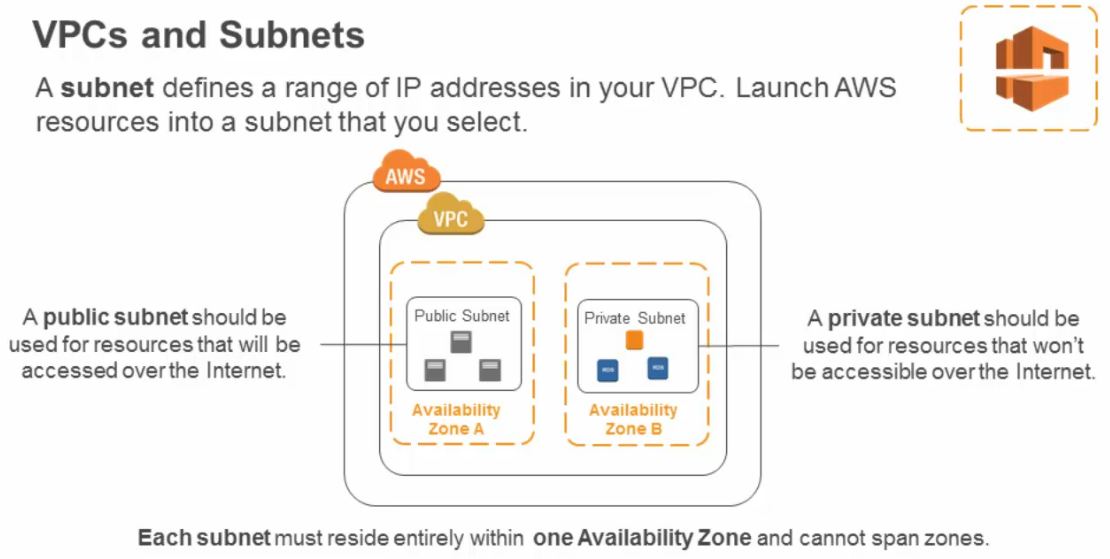 VPCs and Subnets
A subnet defines a range of IP addresses in your VPC. Launch AWS
resources into a subnet that you select.
AWS
VPC
A public subnet should be
used for resources that will be
accessed over the Internet.
Public Subnet
Availability
Zone A
Private Subnet
Availability
Zone B
A private subnet should be
used for resources that won't
be accessible over the Internet.
Each subnet must reside entirely within one Availability Zone and cannot span zones.